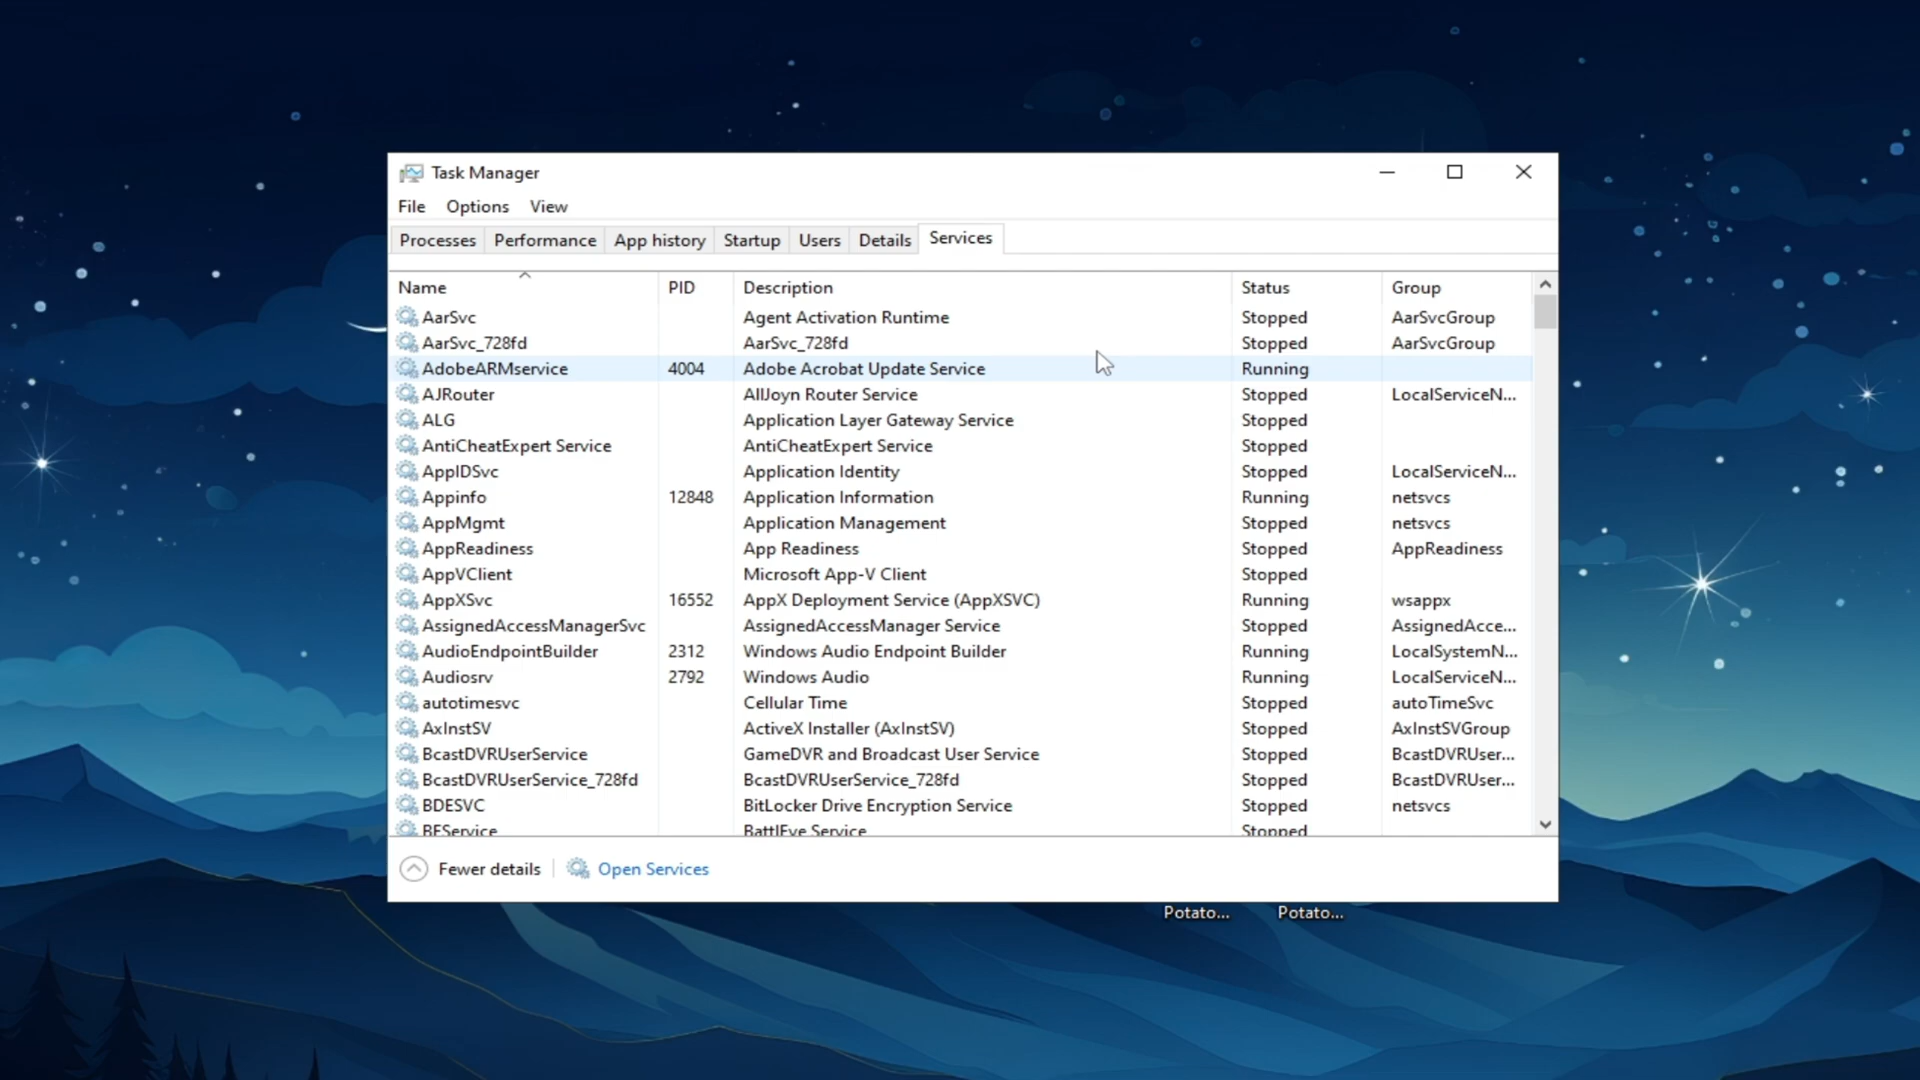 Task Manager
File Options View
Processes Performance App history Startup Users Details Services
Name PID Description Status Group
AarSvc Agent Activation Runtime Stopped AarSvcGroup
AarSvc_728fd AarSvc_728fd Stopped AarSvcGroup
AdobeARMservice 4004 Adobe Acrobat Update Service Running
AJRouter AllJoyn Router Service Stopped LocalServiceN...
ALG Application Layer Gateway Service Stopped
AntiCheatExpert Service AntiCheatExpert Service Stopped
AppIDSvc Application Identity Stopped LocalServiceN...
Appinfo 12848 Application Information Running netsvcs
AppMgmt Application Management Stopped netsvcs
AppReadiness App Readiness Stopped AppReadiness
AppVClient Microsoft App-V Client Stopped
AppXSvc 16552 AppX Deployment Service (AppXSVC) Running wsappx
AssignedAccessManagerSvc AssignedAccessManager Service Stopped AssignedAcce...
AudioEndpointBuilder 2312 Windows Audio Endpoint Builder Running LocalSystemN...
Audiosrv 2792 Windows Audio Running LocalServiceN...
autotimesvc Cellular Time Stopped autoTimeSvc
AxInstSV ActiveX Installer (AxInstSV) Stopped AxInstSVGroup
BcastDVRUserService GameDVR and Broadcast User Service Stopped BcastDVRUser...
BcastDVRUserService_728fd BcastDVRUserService_728fd Stopped BcastDVRUser...
BDESVC BitLocker Drive Encryption Service Stopped netsvcs
BEService BattlEye Service Stopped
Fewer details Open Services
Potato... Potato...